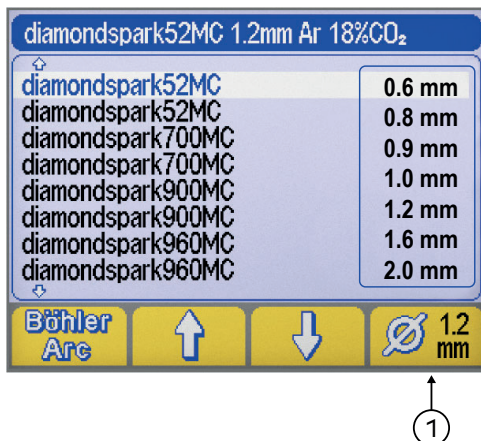 diamondspark52MC 1.2mm Ar 18%CO₂
diamondspark52MC
diamondspark52MC
diamondspark700MC
diamondspark700MC
diamondspark900MC
diamondspark900MC
diamondspark960MC
diamondspark960MC
0.6 mm
0.8 mm
0.9 mm
1.0 mm
1.2 mm
1.6 mm
2.0 mm
Böhler
Arc
1.2
mm
1